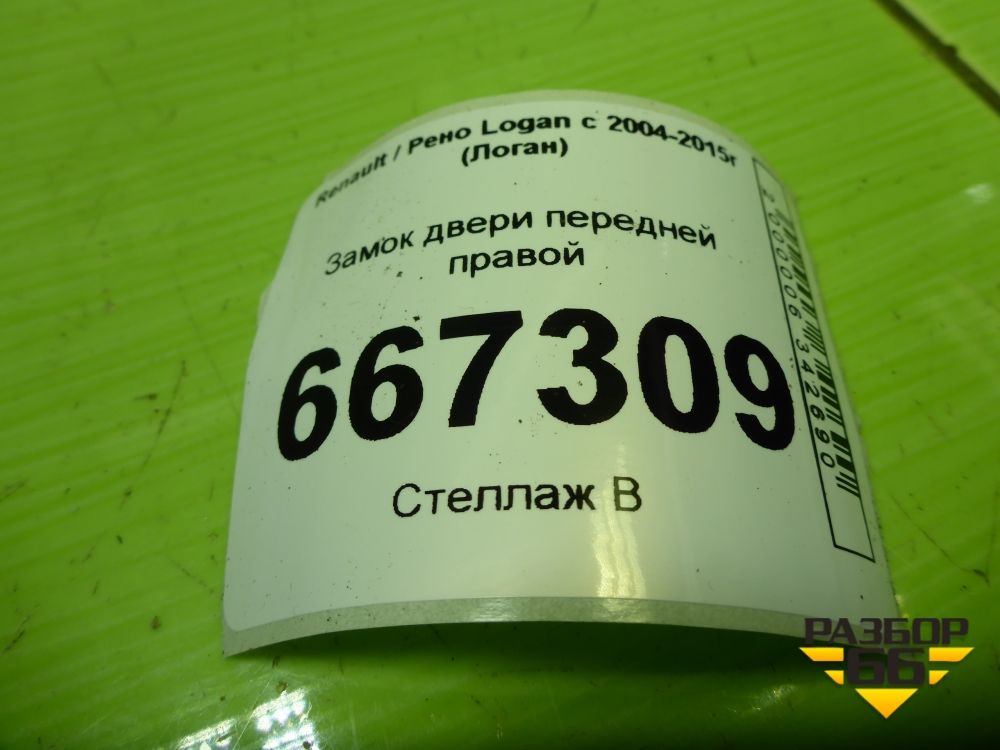 Renault / Рено Logan с 2004-2015г
(Логан)
Замок двери передней
правой
667309
Стеллаж В
2000006342690
РАЗБОР
66